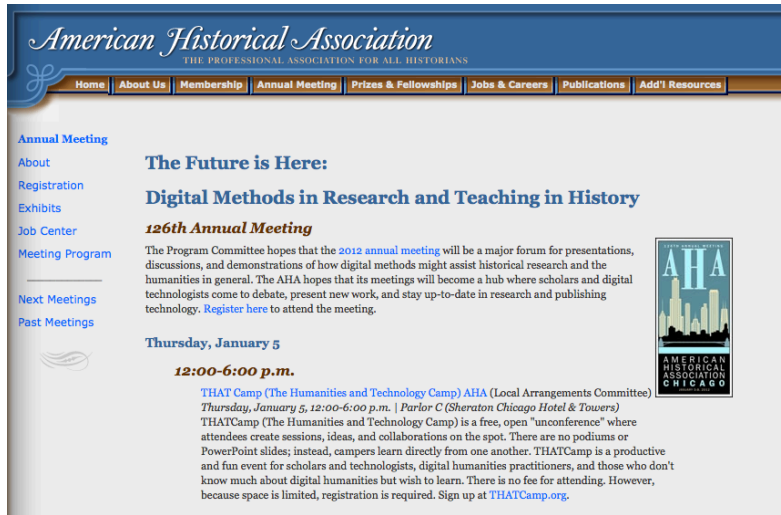 American Historical Association
THE PROFESSIONAL ASSOCIATION FOR ALL HISTORIANS
Home About Us Membership Annual Meeting Prizes & Fellowships Jobs & Careers Publications Add'l Resources
Annual Meeting
About
Registration
Exhibits
Job Center
Meeting Program
Next Meetings
Past Meetings
The Future is Here:
Digital Methods in Research and Teaching in History
126th Annual Meeting
The Program Committee hopes that the 2012 annual meeting will be a major forum for presentations,
discussions, and demonstrations of how digital methods might assist historical research and the
humanities in general. The AHA hopes that its meetings will become a hub where scholars and digital
technologists come to debate, present new work, and stay up-to-date in research and publishing
technology. Register here to attend the meeting.
126TH ANNUAL MEETING
AHA
AMERICAN
HISTORICAL
ASSOCIATION
CHICAGO
Thursday, January 5
12:00-6:00 p.m.
THAT Camp (The Humanities and Technology Camp) AHA (Local Arrangements Committee)
Thursday, January 5, 12:00-6:00 p.m. | Parlor C (Sheraton Chicago Hotel & Towers)
THATCamp (The Humanities and Technology Camp) is a free, open "unconference" where
attendees create sessions, ideas, and collaborations on the spot. There are no podiums or
PowerPoint slides; instead, campers learn directly from one another. THATCamp is a productive
and fun event for scholars and technologists, digital humanities practitioners, and those who don't
know much about digital humanities but wish to learn. There is no fee for attending. However,
because space is limited, registration is required. Sign up at THATCamp.org.